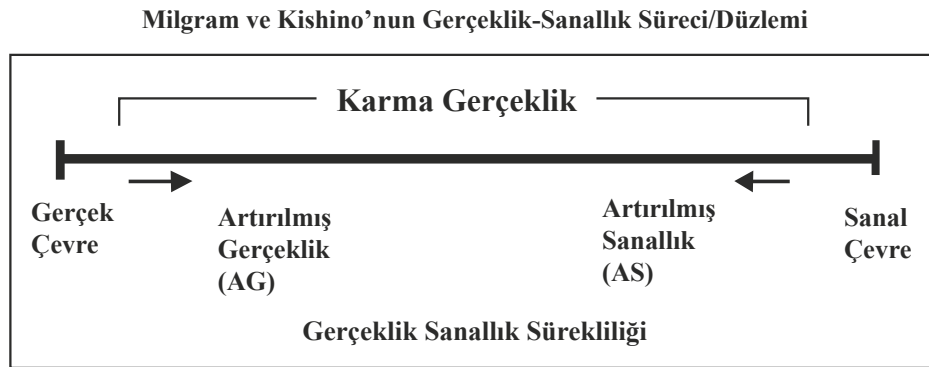 Milgram ve Kishino’nun Gerçeklik-Sanallık Süreci/Düzlemi
Karma Gerçeklik
Gerçek
Çevre
Artırılmış
Gerçeklik
(AG)
Artırılmış
Sanallık
(AS)
Sanal
Çevre
Gerçeklik Sanallık Sürekliliği